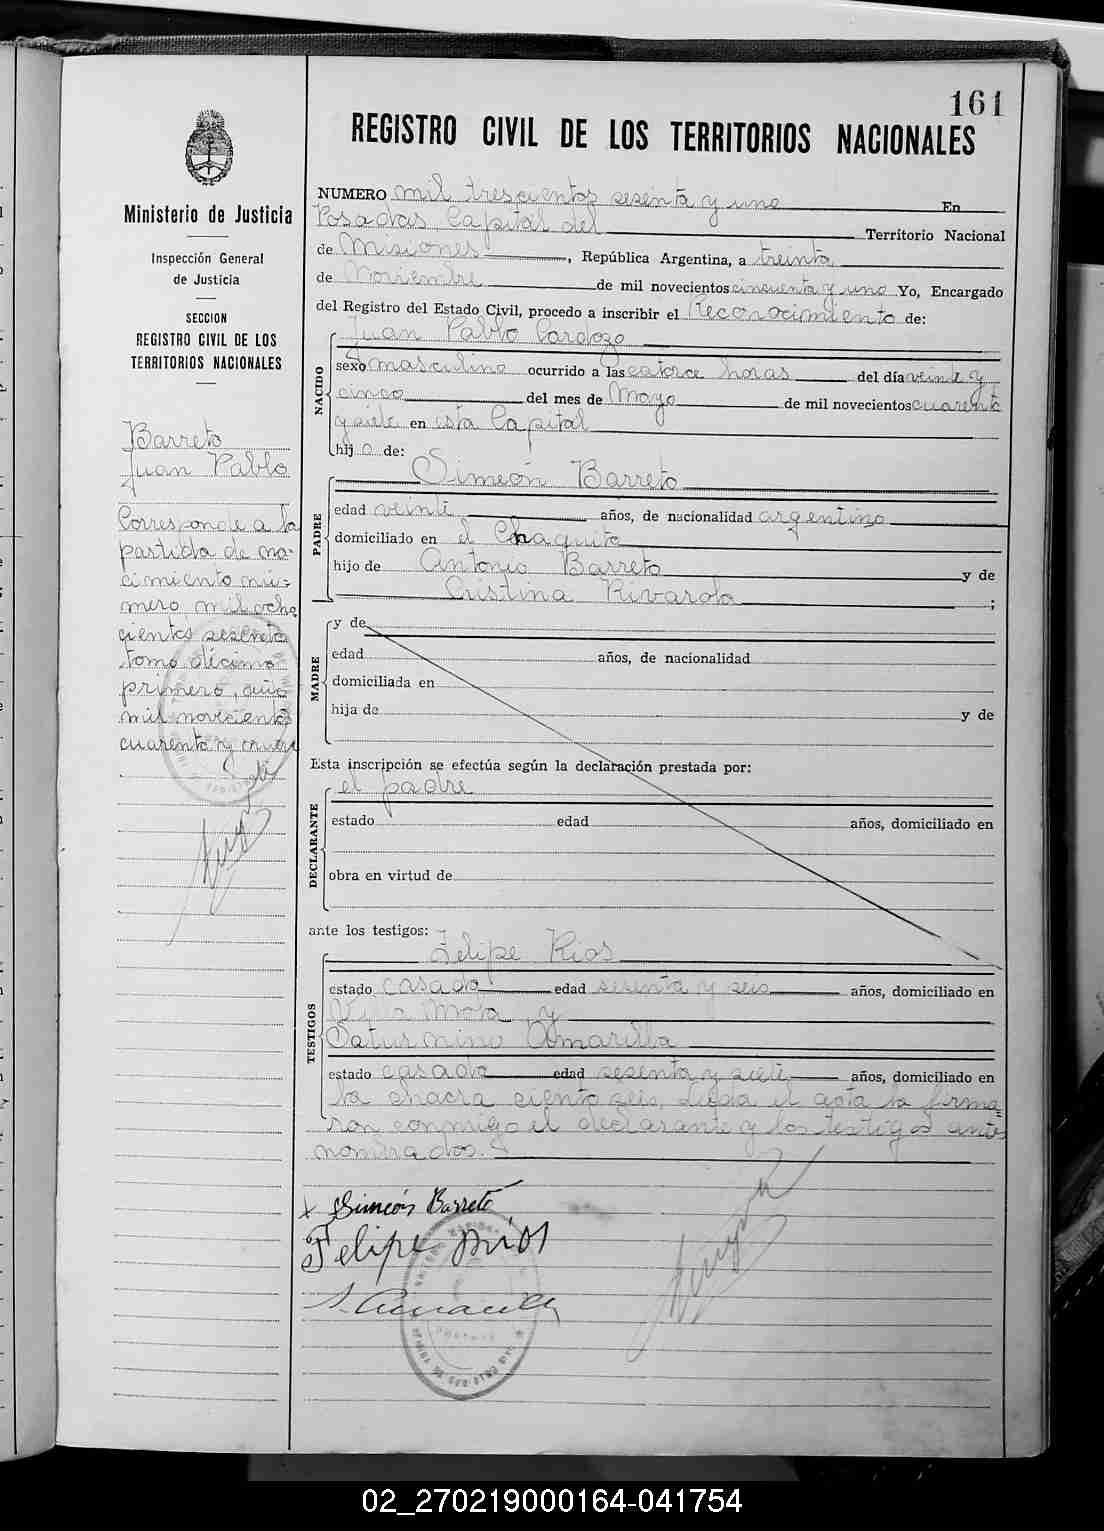 161
REGISTRO CIVIL DE LOS TERRITORIOS NACIONALES
Ministerio de Justicia
Inspección General
de Justicia
SECCION
REGISTRO CIVIL DE LOS
TERRITORIOS NACIONALES
Barreto
Juan Pablo
Corresponde a la
partida de na-
cimiento nú-
mero, mil ocho
cientos sesenta
tomo décimo
primero, año
mil novecientos
cuarenta y
NUMERO mil trescientos sesenta y uno En
Posadas, Capital del Territorio Nacional
de Misiones, República Argentina, a treinta
de Noviembre de mil novecientos cincuenta y uno Yo, Encargado
del Registro del Estado Civil, procedo a inscribir el Reconocimiento de:
NACIDO
Juan Pablo Cardozo
sexo masculino ocurrido a las catorce horas del día veinte y
cinco del mes de Mayo de mil novecientos cuarenta
y siete en esta Capital
hijo de:
PADRE
Simeón Barreto
edad veinte años, de nacionalidad argentino
domiciliado en el Chaquito
hijo de Antonio Barreto y de
Cristina Rivarola ;
MADRE
y de
edad años, de nacionalidad
domiciliada en
hija de y de
Esta inscripción se efectúa según la declaración prestada por:
DECLARANTE
el padre
estado edad años, domiciliado en
obra en virtud de
ante los testigos:
TESTIGOS
Felipe Rios
estado casado edad sesenta y seis años, domiciliado en
Mota, y
Saturnino Amarilla
estado casado edad sesenta y siete años, domiciliado en
la chacra ciento seis. Leída el acta la firma=
ron conmigo el declarante y los testigos antes
nombrados.
x Simeón Barreto
Felipe Ríos
S. Amarilla
02_270219000164-041754